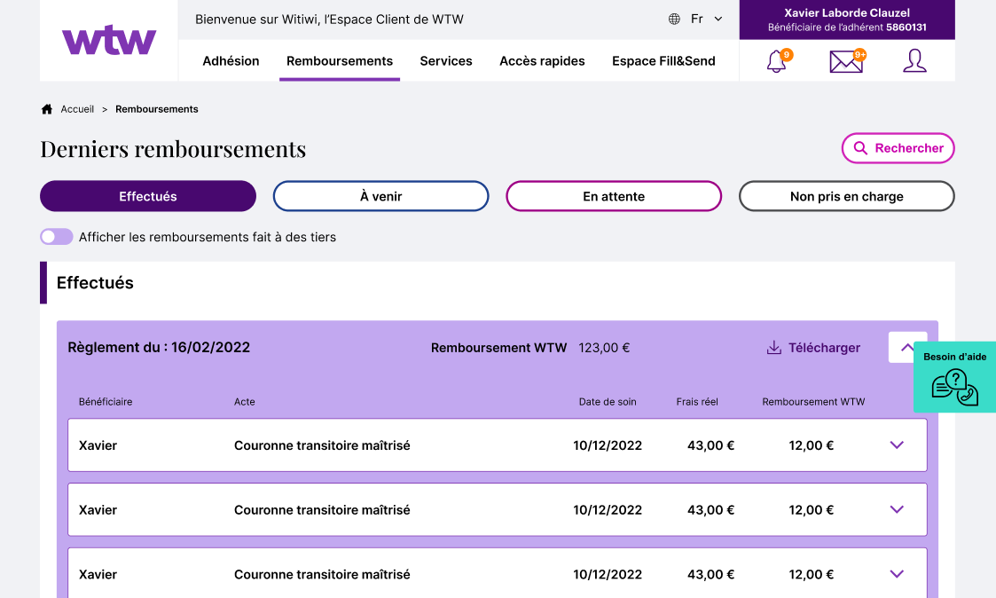 wtw
Bienvenue sur Witiwi, l'Espace Client de WTW
Fr
Xavier Laborde Clauzel
Bénéficiaire de l'adhérent 5860131
Adhésion Remboursements Services Accès rapides Espace Fill&Send
9 9+
Accueil > Remboursements
Derniers remboursements
Rechercher
Effectués À venir En attente Non pris en charge
Afficher les remboursements fait à des tiers
Effectués
Règlement du : 16/02/2022 Remboursement WTW 123,00 € Télécharger
Besoin d'aide
?
Bénéficiaire Acte Date de soin Frais réel Remboursement WTW
Xavier Couronne transitoire maîtrisé 10/12/2022 43,00 € 12,00 €
Xavier Couronne transitoire maîtrisé 10/12/2022 43,00 € 12,00 €
Xavier Couronne transitoire maîtrisé 10/12/2022 43,00 € 12,00 €